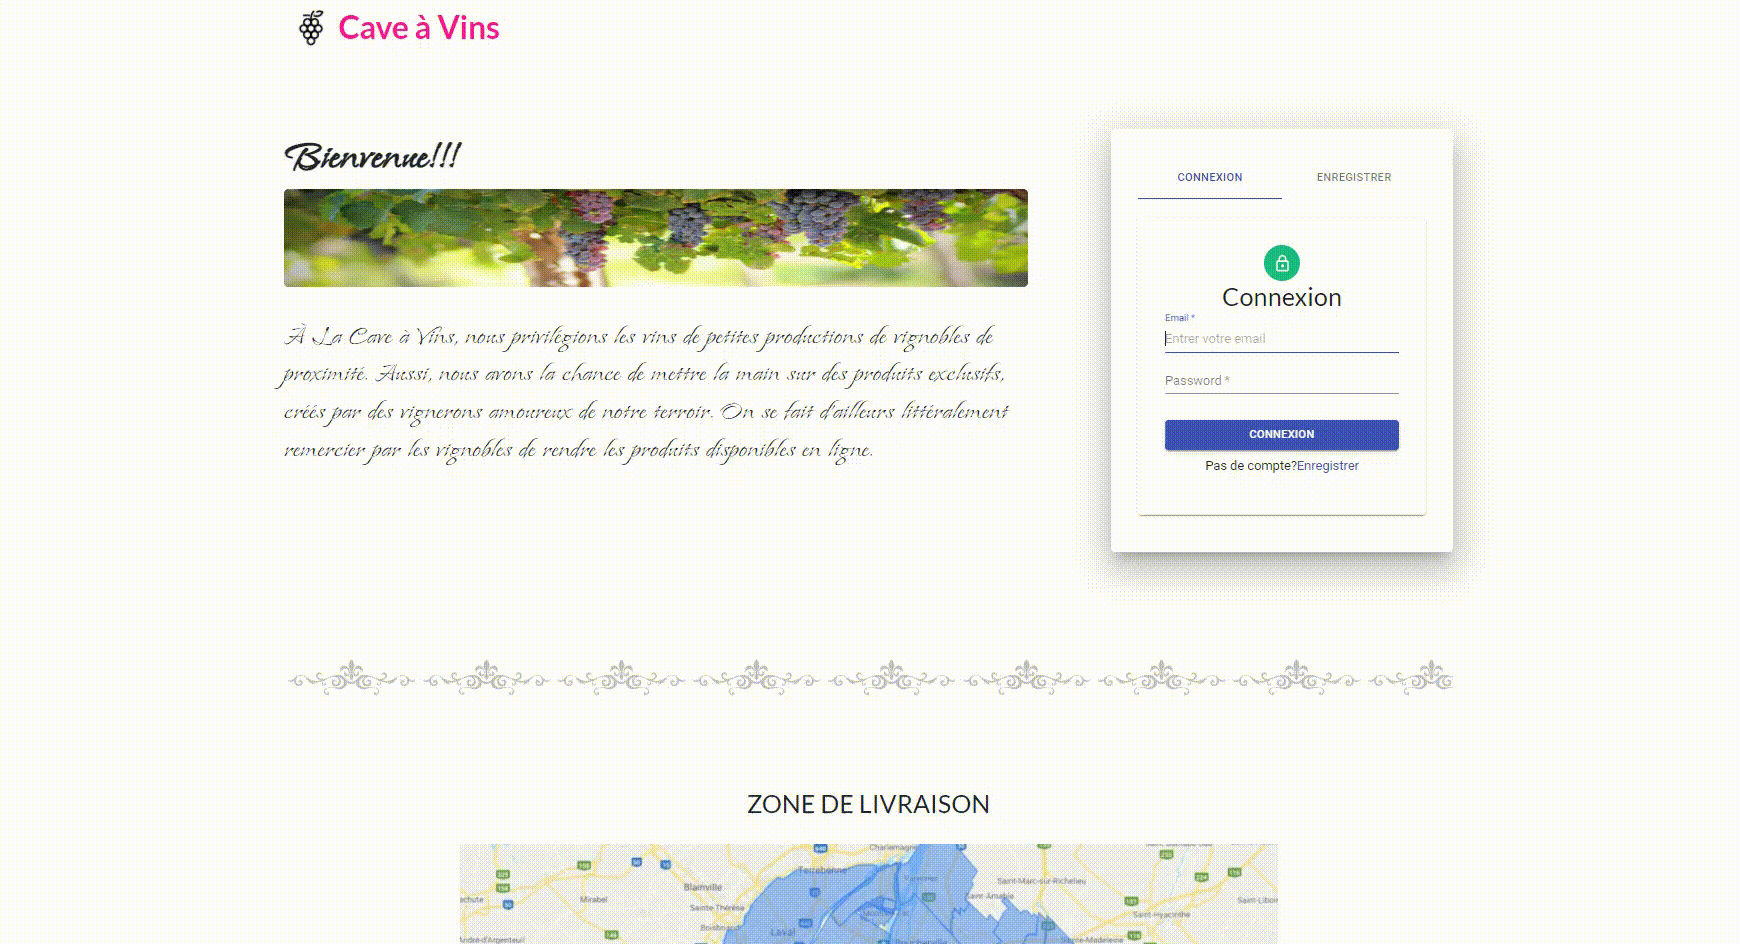 Cave à Vins
Bienvenue!!!
À La Cave à Vins, nous privilégions les vins de petites productions de vignobles de
proximité. Aussi, nous avons la chance de mettre la main sur des produits exclusifs,
créés par des vignerons amoureux de notre terroir. On se fait d'ailleurs littéralement
remercier par les vignobles de rendre les produits disponibles en ligne.
CONNEXION ENREGISTRER
Connexion
Email *
Entrer votre email
Password *
CONNEXION
Pas de compte?Enregistrer
ZONE DE LIVRAISON
Charlemagne
Terrebonne
Saint-Marc-sur-Richelieu
Blainville
Varennes
Mirabel
Saint-Amable
Sainte-Thérèse
Saint-Hyacinthe
Laval
Boucherville